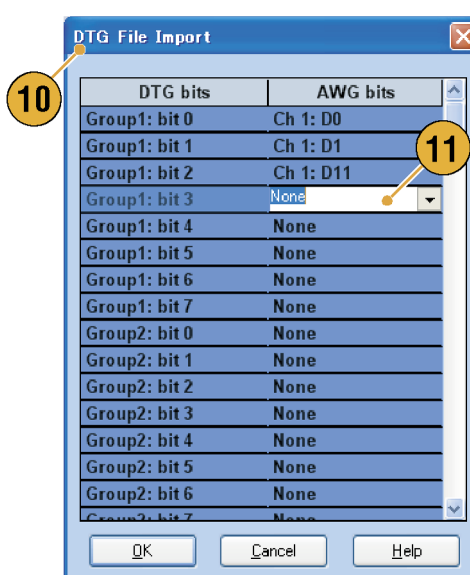 DTG File Import
10
DTG bits AWG bits
Group1: bit 0 Ch 1: D0
Group1: bit 1 Ch 1: D1
11
Group1: bit 2 Ch 1: D11
Group1: bit 3 None
Group1: bit 4 None
Group1: bit 5 None
Group1: bit 6 None
Group1: bit 7 None
Group2: bit 0 None
Group2: bit 1 None
Group2: bit 2 None
Group2: bit 3 None
Group2: bit 4 None
Group2: bit 5 None
Group2: bit 6 None
Group2: bit 7 None
OK Cancel Help